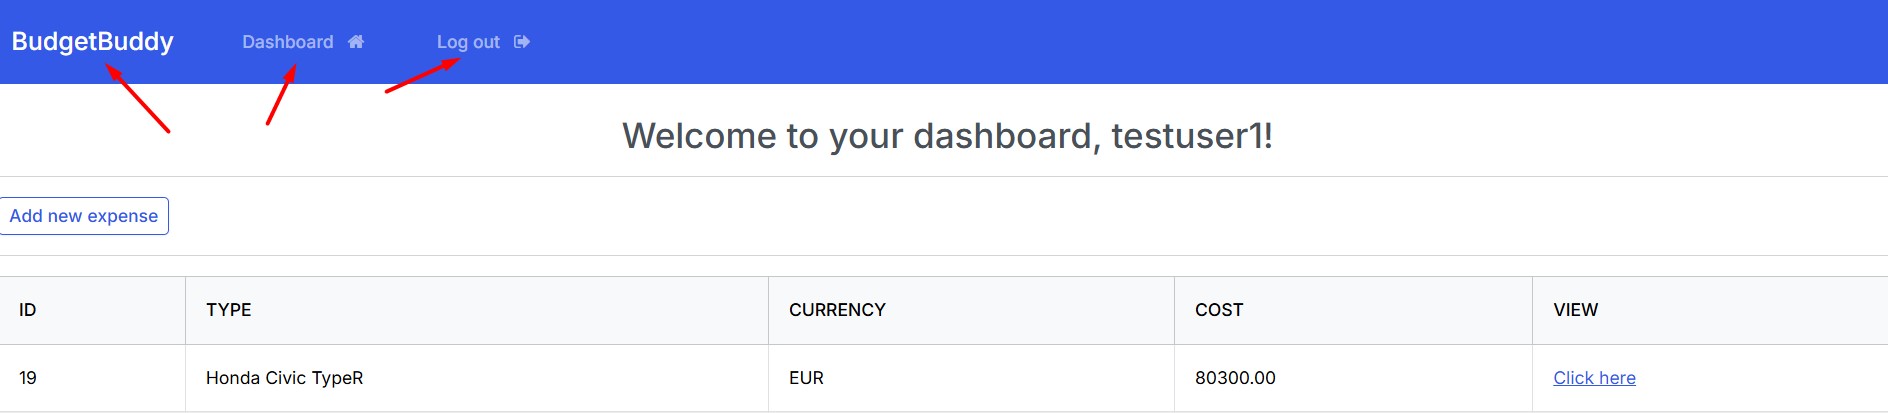 BudgetBuddy Dashboard Log out
Welcome to your dashboard, testuser1!
Add new expense
ID TYPE CURRENCY COST VIEW
19 Honda Civic TypeR EUR 80300.00 Click here